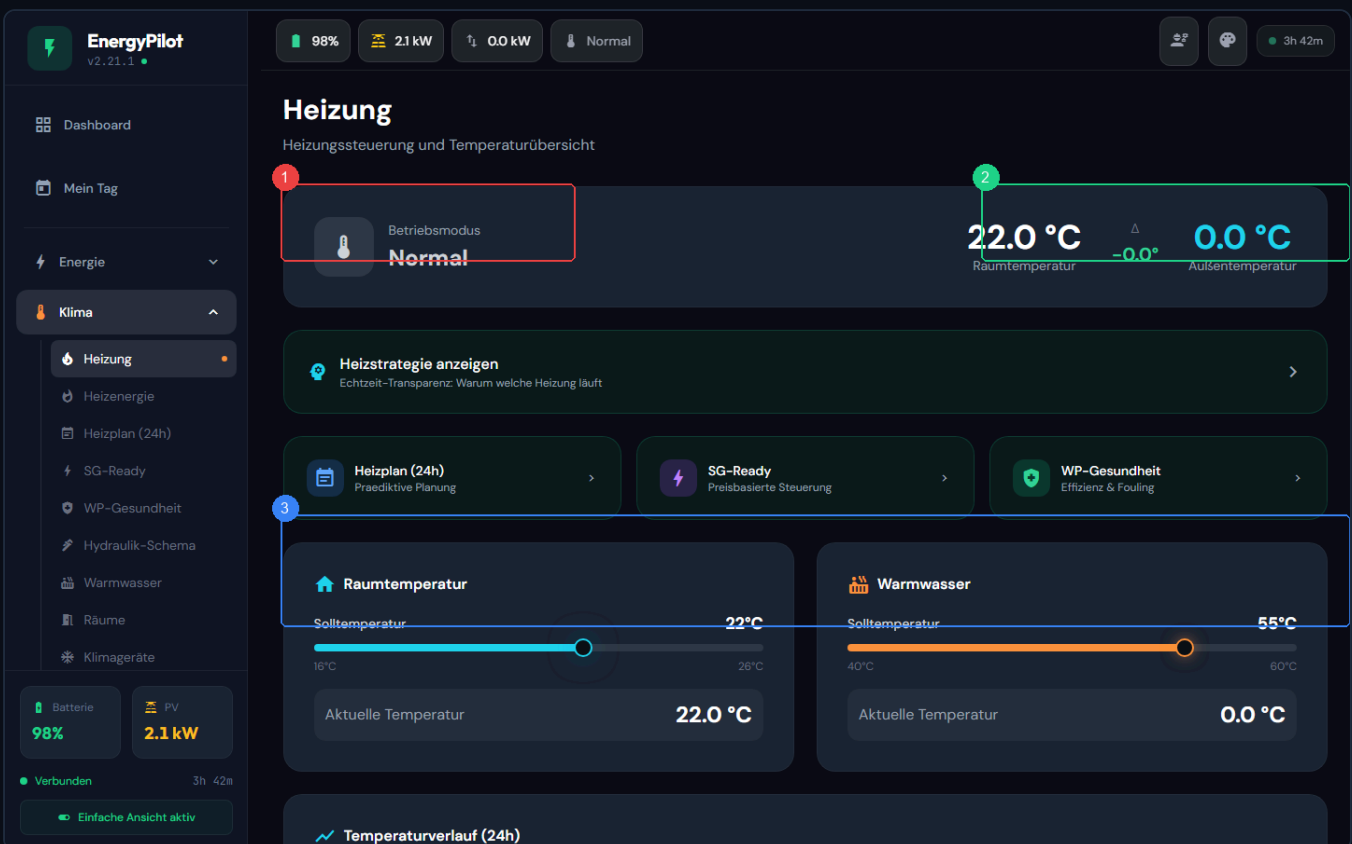 EnergyPilot
v2.21.1
98%
2.1 kW
0.0 kW
Normal
3h 42m
Dashboard
Mein Tag
Energie
Klima
Heizung
Heizenergie
Heizplan (24h)
SG-Ready
WP-Gesundheit
Hydraulik-Schema
Warmwasser
Räume
Klimageräte
Batterie
98%
PV
2.1 kW
Verbunden
3h 42m
Einfache Ansicht aktiv
Heizung
Heizungssteuerung und Temperaturübersicht
1
2
Betriebsmodus
Normal
22.0 °C
Raumtemperatur
Δ
-0.0°
0.0 °C
Außentemperatur
Heizstrategie anzeigen
Echtzeit-Transparenz: Warum welche Heizung läuft
Heizplan (24h)
Praediktive Planung
SG-Ready
Preisbasierte Steuerung
WP-Gesundheit
Effizienz & Fouling
3
Raumtemperatur
Solltemperatur
22°C
16°C
26°C
Aktuelle Temperatur
22.0 °C
Warmwasser
Solltemperatur
55°C
40°C
60°C
Aktuelle Temperatur
0.0 °C
Temperaturverlauf (24h)